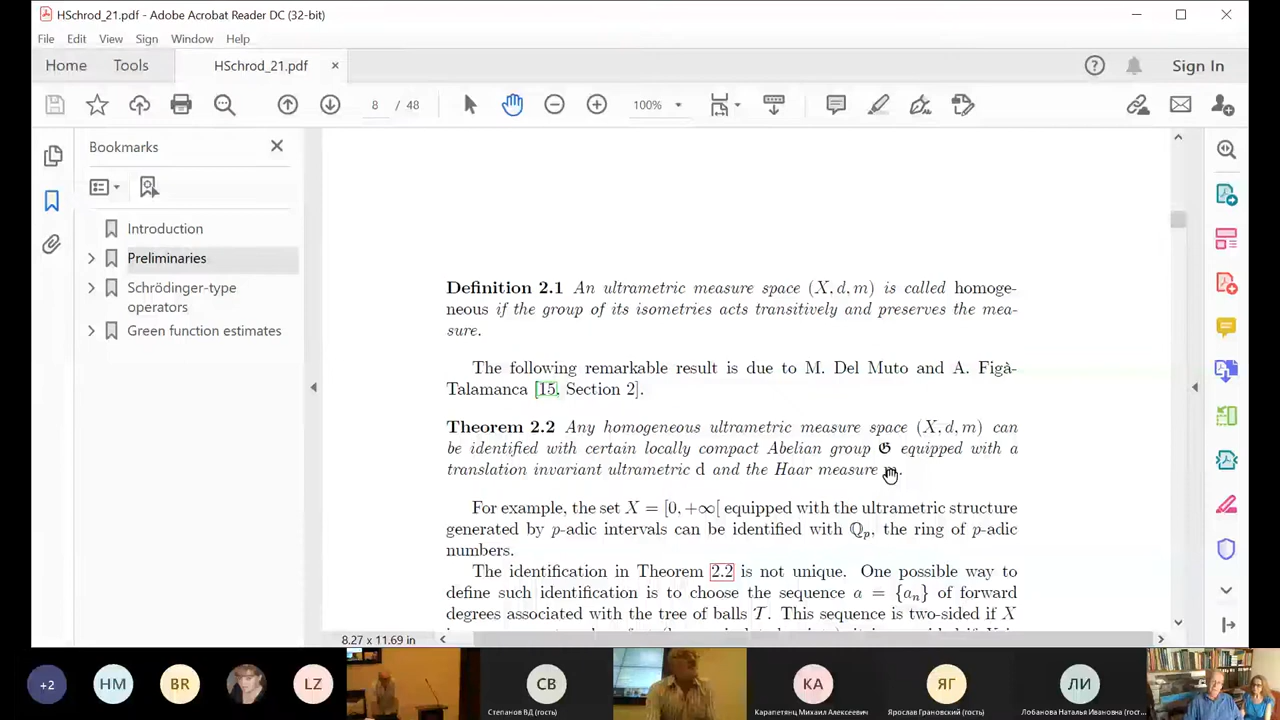 HSchrod_21.pdf - Adobe Acrobat Reader DC (32-bit)
File Edit View Sign Window Help
Home Tools HSchrod_21.pdf × Sign In
8 / 48 100%
Bookmarks
Introduction
Preliminaries
Schrödinger-type
operators
Green function estimates
Definition 2.1 An ultrametric measure space (X, d, m) is called homoge-
neous if the group of its isometries acts transitively and preserves the mea-
sure.
The following remarkable result is due to M. Del Muto and A. Figà-
Talamanca [15, Section 2].
Theorem 2.2 Any homogeneous ultrametric measure space (X, d, m) can
be identified with certain locally compact Abelian group 𝔊 equipped with a
translation invariant ultrametric d and the Haar measure m.
For example, the set X = [0, +∞[ equipped with the ultrametric structure
generated by p-adic intervals can be identified with ℚp, the ring of p-adic
numbers.
The identification in Theorem 2.2 is not unique. One possible way to
define such identification is to choose the sequence a = {an} of forward
degrees associated with the tree of balls 𝒯. This sequence is two-sided if X
8.27 x 11.69 in
+2 HM BR LZ СВ КА ЯГ ЛИ
Степанов ВД (гость)
Карапетянц Михаил Алексеевич
Ярослав Грановский (гость)
Лобанова Наталья Ивановна (гост...